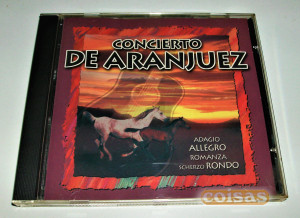 CONCIERTO
DE ARANJUEZ
ADAGIO
ALLEGRO
ROMANZA
SCHERZO RONDO
coisas